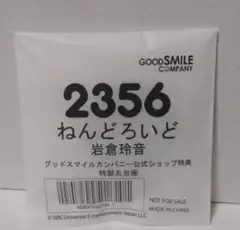 GOOD SMILE
COMPANY
2356
ねんどろいど
岩倉玲音
グッドスマイルカンパニー公式ショップ特典
特製丸台座
NOT FOR SALE
MADE IN CHINA
© NBC Universal Entertainment Japan LLC